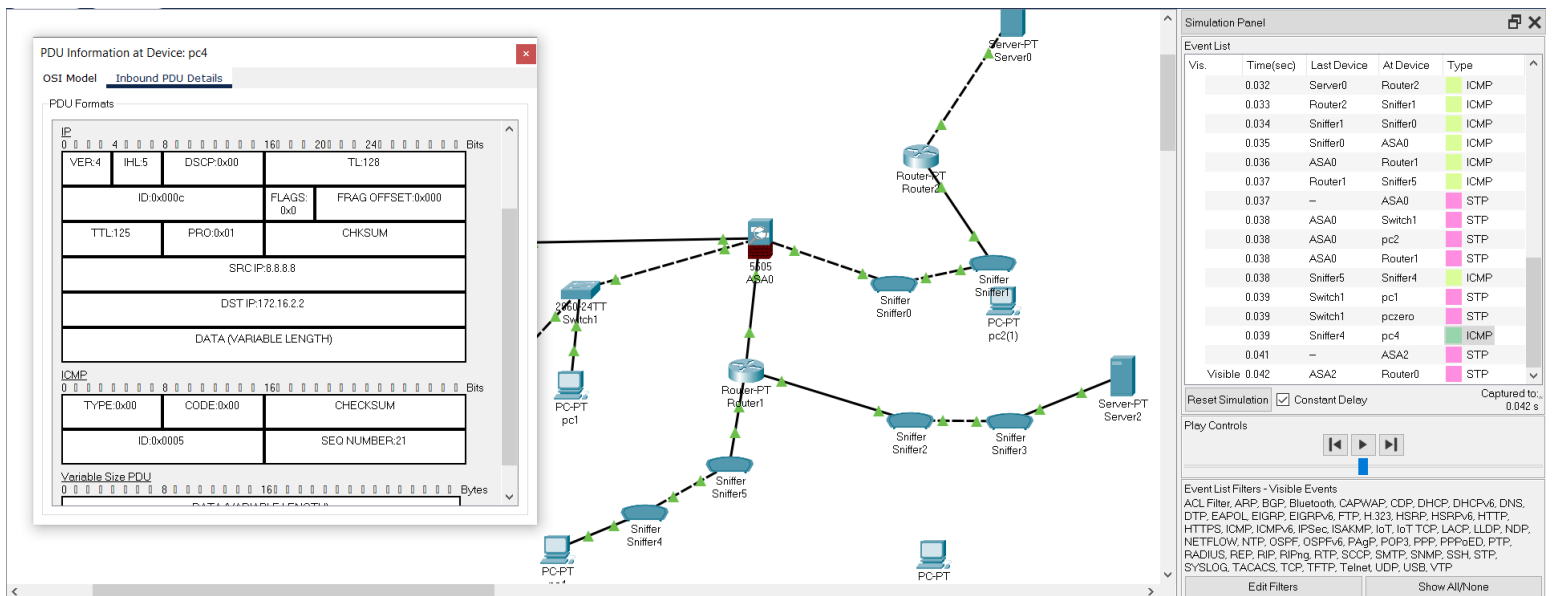 PDU Information at Device: pc4
OSI Model Inbound PDU Details
PDU Formats
IP
0 4 8 16 20 24 Bits
VER:4 IHL:5 DSCP:0x00 TL:128
ID:0x000c FLAGS: 0x0 FRAG OFFSET:0x000
TTL:125 PRO:0x01 CHKSUM
SRC IP:8.8.8.8
DST IP:172.16.2.2
DATA (VARIABLE LENGTH)
ICMP
0 8 16 Bits
TYPE:0x00 CODE:0x00 CHECKSUM
ID:0x0005 SEQ NUMBER:21
Variable Size PDU
0 8 16 Bytes
Server-PT
Server0
Router-PT
Router2
5505
ASA0
Sniffer
Sniffer0
Sniffer
Sniffer1
PC-PT
pc2(1)
2960-24TT
Switch1
PC-PT
pc1
Router-PT
Router1
Server-PT
Server2
Sniffer
Sniffer2
Sniffer
Sniffer3
Sniffer
Sniffer5
Sniffer
Sniffer4
PC-PT
PC-PT
Simulation Panel
Event List
Vis. Time(sec) Last Device At Device Type
0.032 Server0 Router2 ICMP
0.033 Router2 Sniffer1 ICMP
0.034 Sniffer1 Sniffer0 ICMP
0.035 Sniffer0 ASA0 ICMP
0.036 ASA0 Router1 ICMP
0.037 Router1 Sniffer5 ICMP
0.037 – ASA0 STP
0.038 ASA0 Switch1 STP
0.038 ASA0 pc2 STP
0.038 ASA0 Router1 STP
0.038 Sniffer5 Sniffer4 ICMP
0.039 Switch1 pc1 STP
0.039 Switch1 pczero STP
0.039 Sniffer4 pc4 ICMP
0.041 – ASA2 STP
Visible 0.042 ASA2 Router0 STP
Reset Simulation Constant Delay Captured to:
0.042 s
Play Controls
Event List Filters - Visible Events
ACL Filter, ARP, BGP, Bluetooth, CAPWAP, CDP, DHCP, DHCPv6, DNS,
DTP, EAPOL, EIGRP, EIGRPv6, FTP, H.323, HSRP, HSRPv6, HTTP,
HTTPS, ICMP, ICMPv6, IPSec, ISAKMP, IoT, IoT TCP, LACP, LLDP, NDP,
NETFLOW, NTP, OSPF, OSPFv6, PAgP, POP3, PPP, PPPoED, PTP,
RADIUS, REP, RIP, RIPng, RTP, SCCP, SMTP, SNMP, SSH, STP,
SYSLOG, TACACS, TCP, TFTP, Telnet, UDP, USB, VTP
Edit Filters Show All/None